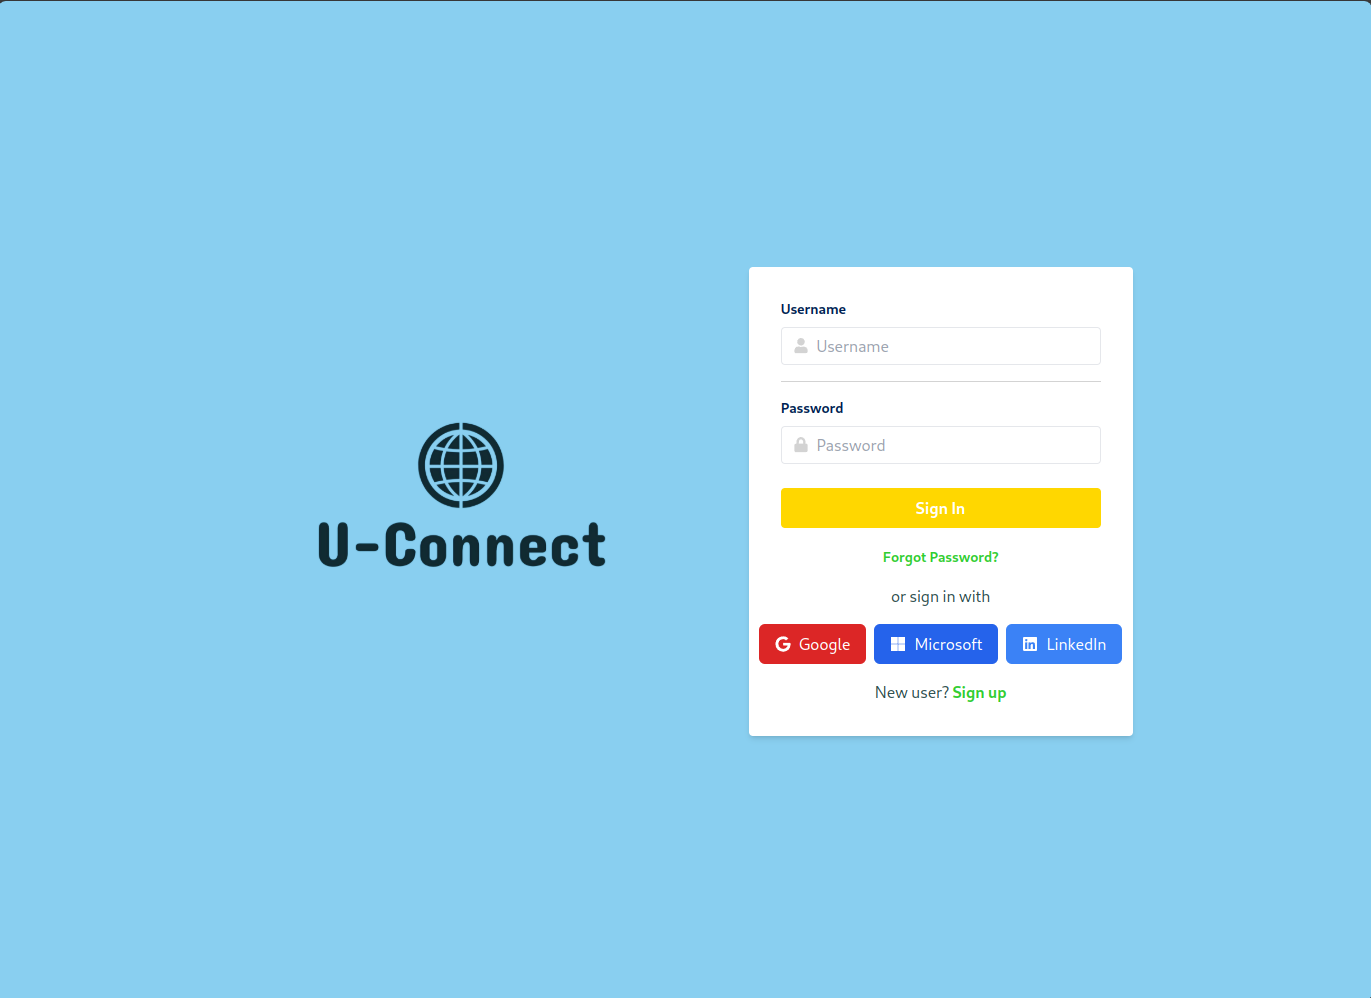 U-Connect
Username
Username
Password
Password
Sign In
Forgot Password?
or sign in with
Google
Microsoft
LinkedIn
New user? Sign up